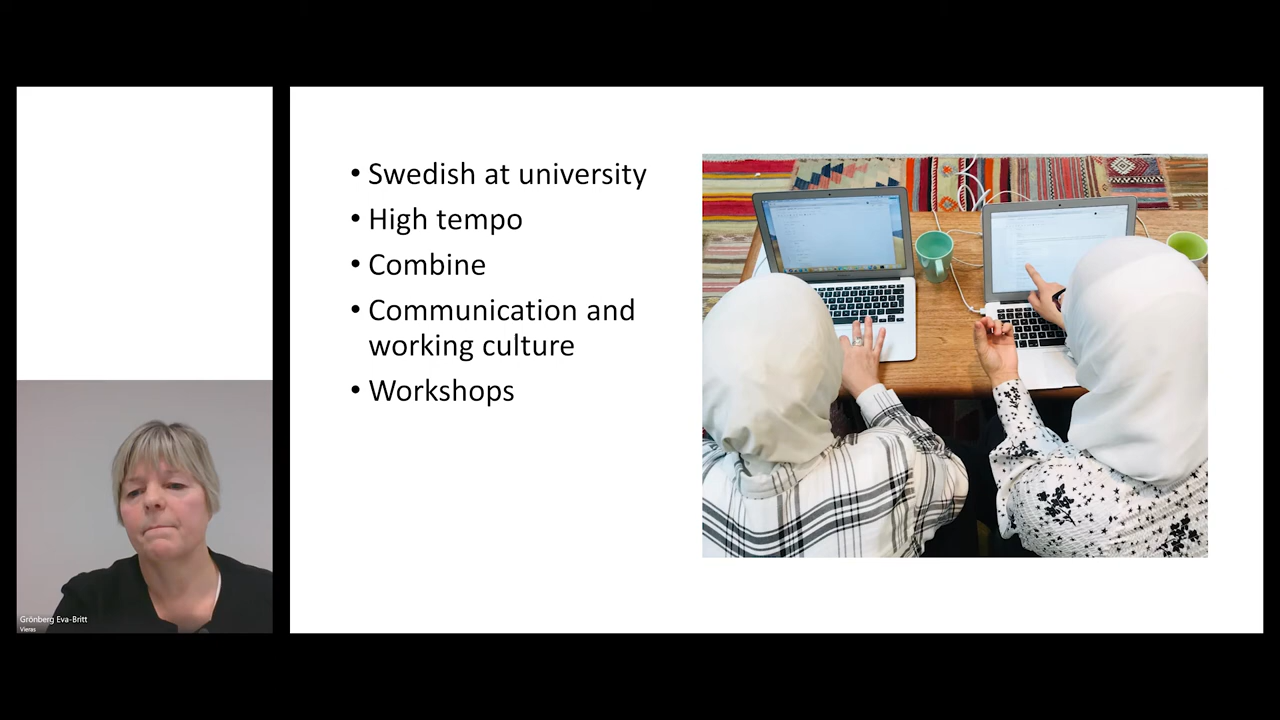 • Swedish at university
• High tempo
• Combine
• Communication and
working culture
• Workshops
Grönberg Eva-Britt
Vieras